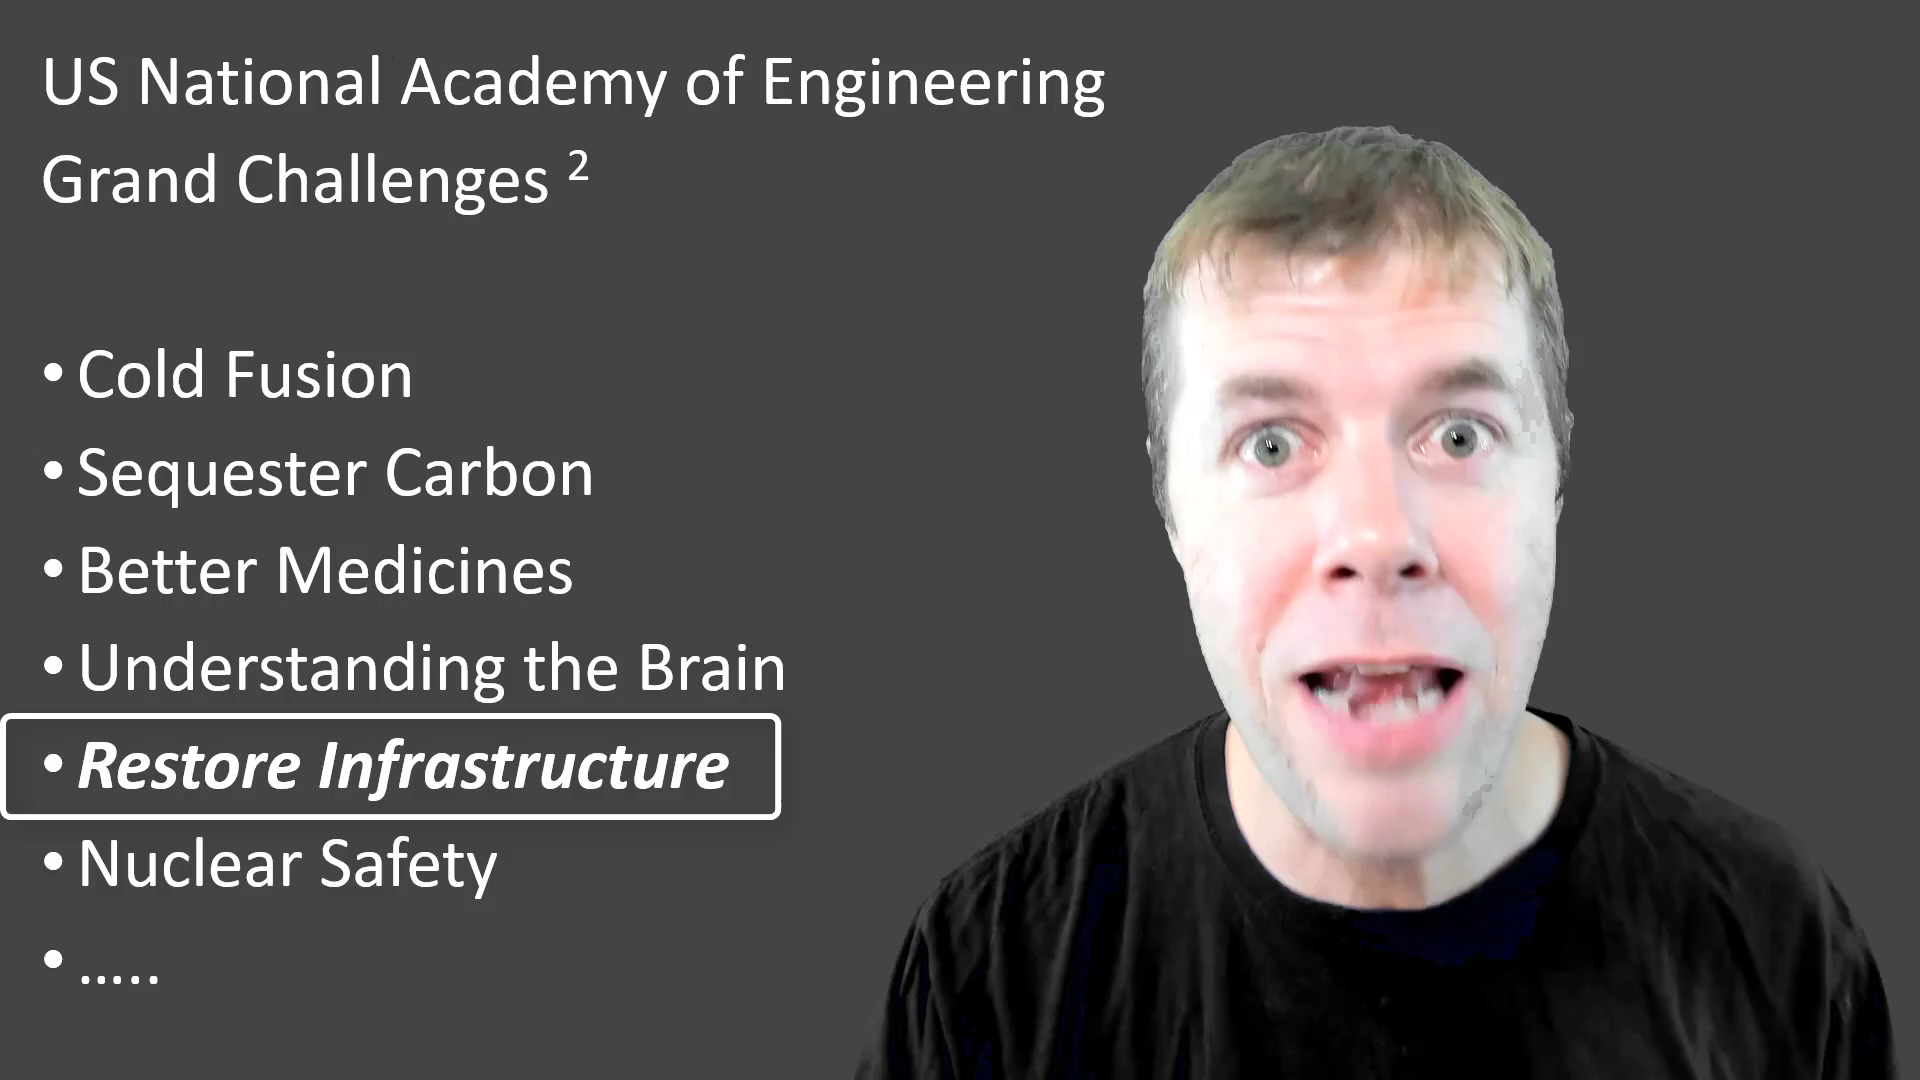 US National Academy of Engineering
Grand Challenges ²
• Cold Fusion
• Sequester Carbon
• Better Medicines
• Understanding the Brain
• Restore Infrastructure
• Nuclear Safety
• .....